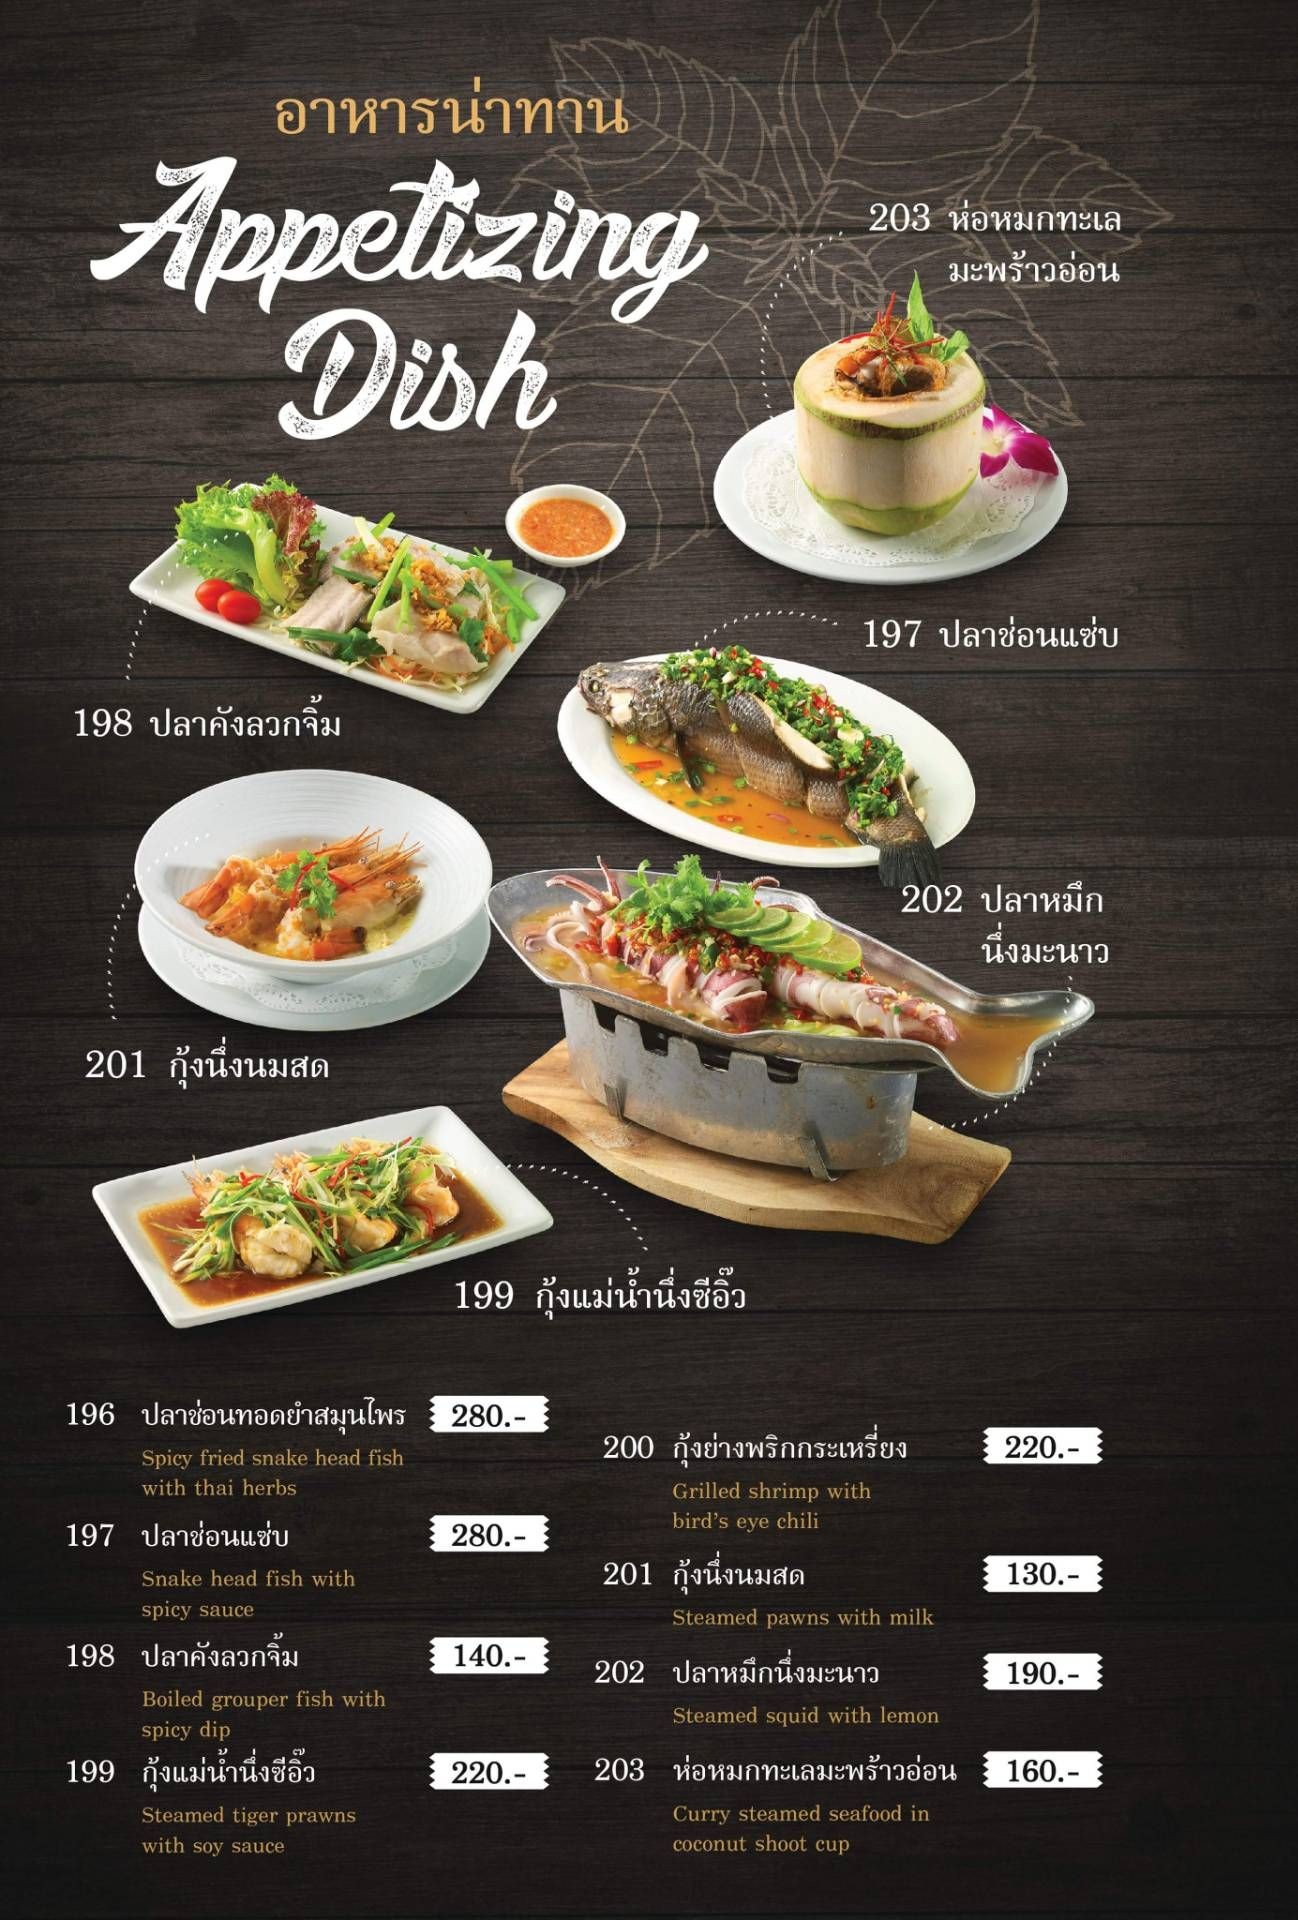 อาหารน่าทาน
Appetizing
Dish
203 ห่อหมกทะเล
มะพร้าวอ่อน
197 ปลาช่อนแซ่บ
198 ปลาคังลวกจิ้ม
202 ปลาหมึก
นึ่งมะนาว
201 กุ้งนึ่งนมสด
199 กุ้งแม่น้ำนึ่งซีอิ๊ว
196 ปลาช่อนทอดยำสมุนไพร 280.-
Spicy fried snake head fish
with thai herbs
197 ปลาช่อนแซ่บ 280.-
Snake head fish with
spicy sauce
198 ปลาคังลวกจิ้ม 140.-
Boiled grouper fish with
spicy dip
199 กุ้งแม่น้ำนึ่งซีอิ๊ว 220.-
Steamed tiger prawns
with soy sauce
200 กุ้งย่างพริกกระเหรี่ยง 220.-
Grilled shrimp with
bird's eye chili
201 กุ้งนึ่งนมสด 130.-
Steamed pawns with milk
202 ปลาหมึกนึ่งมะนาว 190.-
Steamed squid with lemon
203 ห่อหมกทะเลมะพร้าวอ่อน 160.-
Curry steamed seafood in
coconut shoot cup